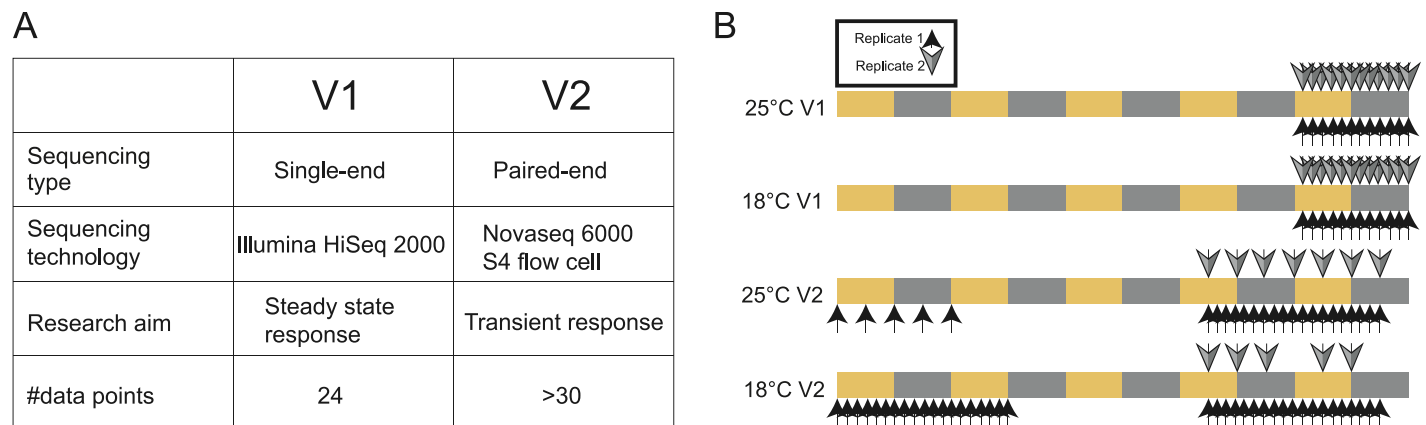 A
V1 V2
Sequencing
type
Single-end
Paired-end
Sequencing
technology
Illumina HiSeq 2000
Novaseq 6000
S4 flow cell
Research aim
Steady state
response
Transient response
#data points
24
>30
B
Replicate 1
Replicate 2
25°C V1
18°C V1
25°C V2
18°C V2